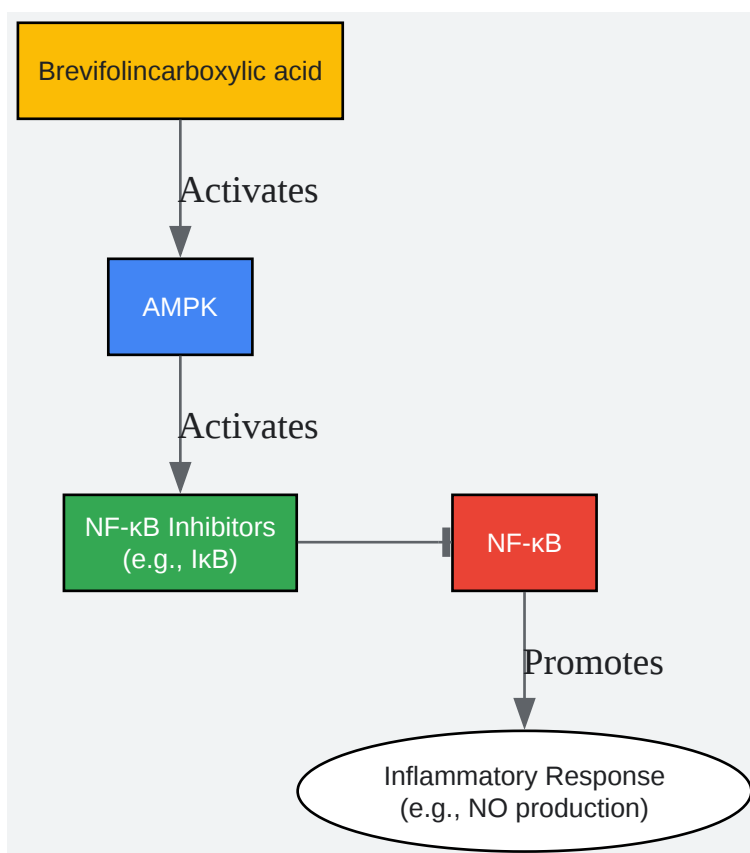 Brevifolincarboxylic acid
Activates
AMPK
Activates
NF-κB Inhibitors
(e.g., IκB)
NF-κB
Promotes
Inflammatory Response
(e.g., NO production)